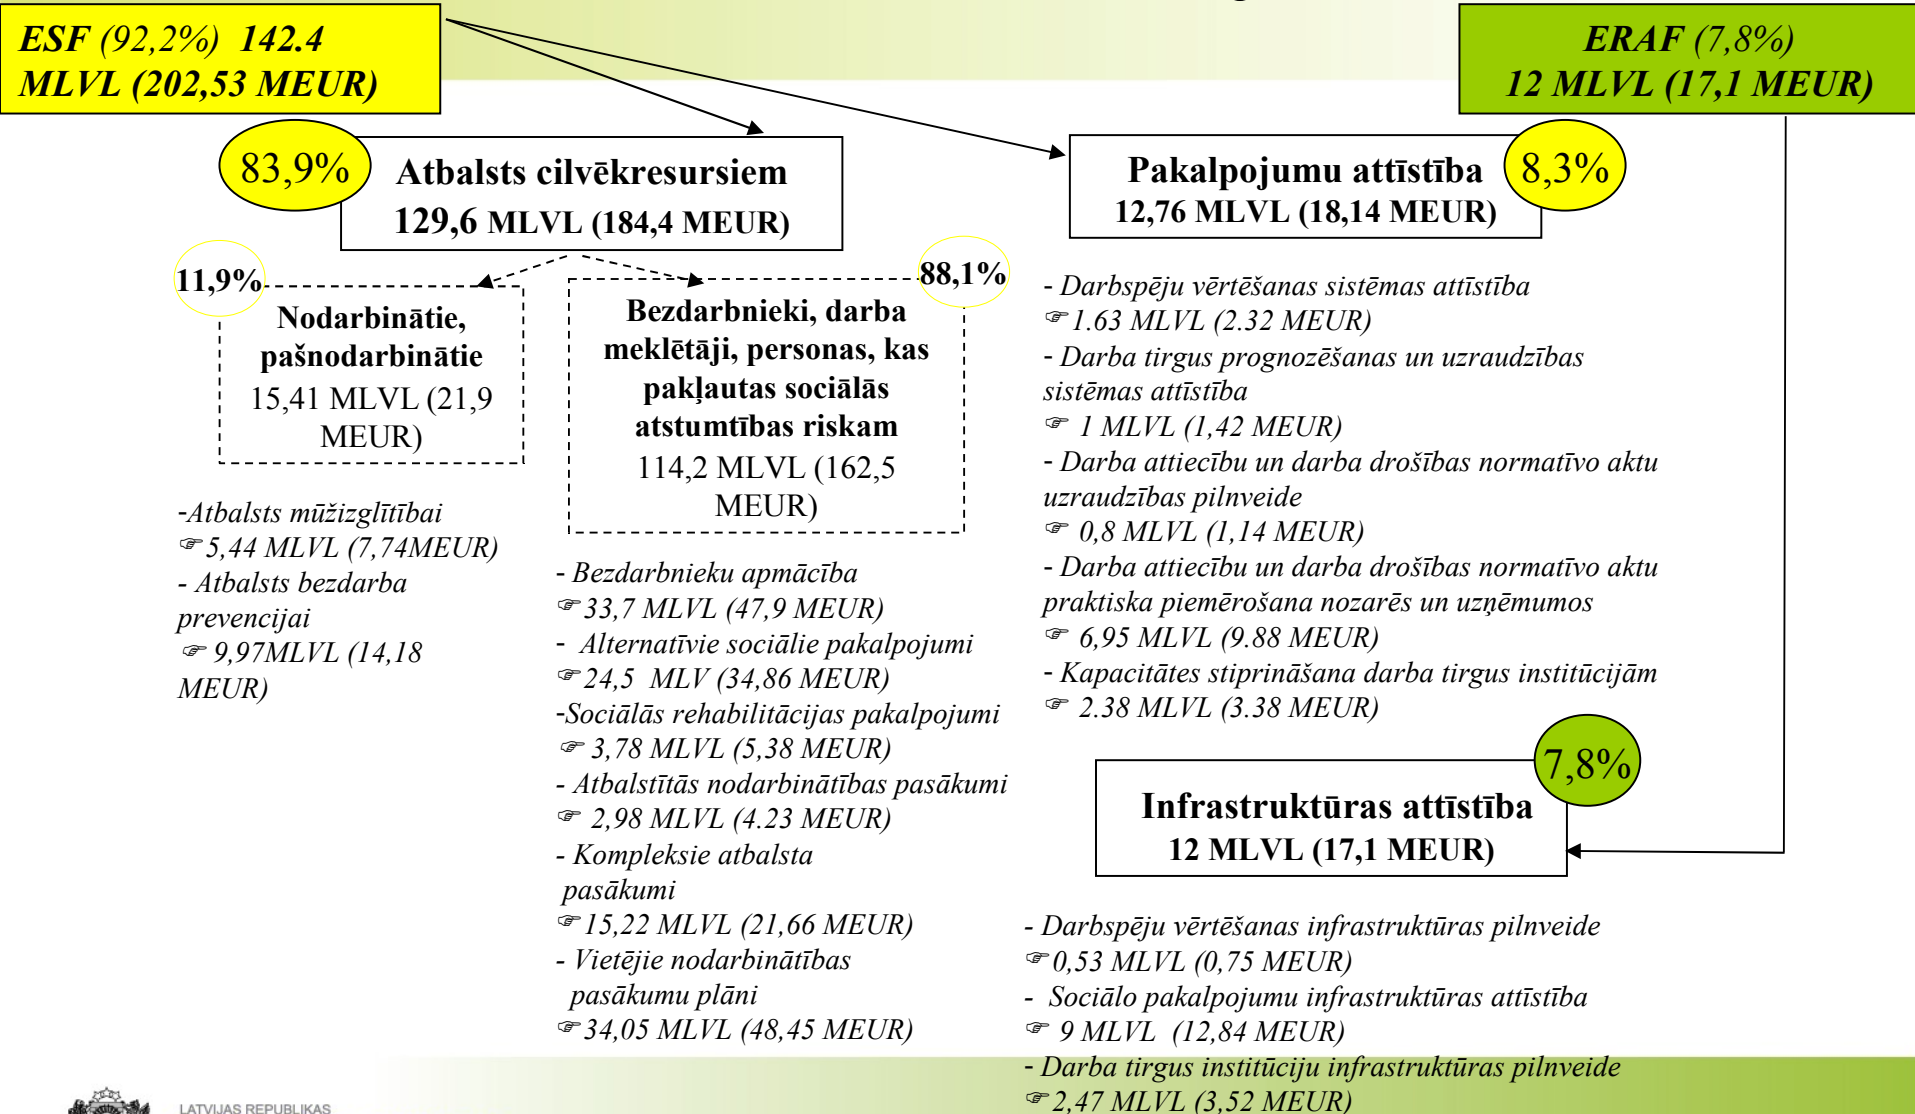 ESF (92,2%) 142.4
MLVL (202,53 MEUR)
ERAF (7,8%)
12 MLVL (17,1 MEUR)
83,9%
Atbalsts cilvēkresursiem
129,6 MLVL (184,4 MEUR)
Pakalpojumu attīstība
12,76 MLVL (18,14 MEUR)
8,3%
11,9%
Nodarbinātie,
pašnodarbinātie
15,41 MLVL (21,9
MEUR)
88,1%
Bezdarbnieki, darba
meklētāji, personas, kas
pakļautas sociālās
atstumtības riskam
114,2 MLVL (162,5
MEUR)
-Atbalsts mūžizglītībai
☞5,44 MLVL (7,74MEUR)
- Atbalsts bezdarba
prevencijai
☞ 9,97MLVL (14,18
MEUR)
- Bezdarbnieku apmācība
☞33,7 MLVL (47,9 MEUR)
- Alternatīvie sociālie pakalpojumi
☞24,5 MLV (34,86 MEUR)
-Sociālās rehabilitācijas pakalpojumi
☞ 3,78 MLVL (5,38 MEUR)
- Atbalstītās nodarbinātības pasākumi
☞ 2,98 MLVL (4.23 MEUR)
- Kompleksie atbalsta
pasākumi
☞15,22 MLVL (21,66 MEUR)
- Vietējie nodarbinātības
pasākumu plāni
☞34,05 MLVL (48,45 MEUR)
- Darbspēju vērtēšanas sistēmas attīstība
☞1.63 MLVL (2.32 MEUR)
- Darba tirgus prognozēšanas un uzraudzības
sistēmas attīstība
☞ 1 MLVL (1,42 MEUR)
- Darba attiecību un darba drošības normatīvo aktu
uzraudzības pilnveide
☞ 0,8 MLVL (1,14 MEUR)
- Darba attiecību un darba drošības normatīvo aktu
praktiska piemērošana nozarēs un uzņēmumos
☞ 6,95 MLVL (9.88 MEUR)
- Kapacitātes stiprināšana darba tirgus institūcijām
☞ 2.38 MLVL (3.38 MEUR)
7,8%
Infrastruktūras attīstība
12 MLVL (17,1 MEUR)
- Darbspēju vērtēšanas infrastruktūras pilnveide
☞0,53 MLVL (0,75 MEUR)
- Sociālo pakalpojumu infrastruktūras attīstība
☞ 9 MLVL (12,84 MEUR)
- Darba tirgus institūciju infrastruktūras pilnveide
☞2,47 MLVL (3,52 MEUR)
LATVIJAS REPUBLIKAS